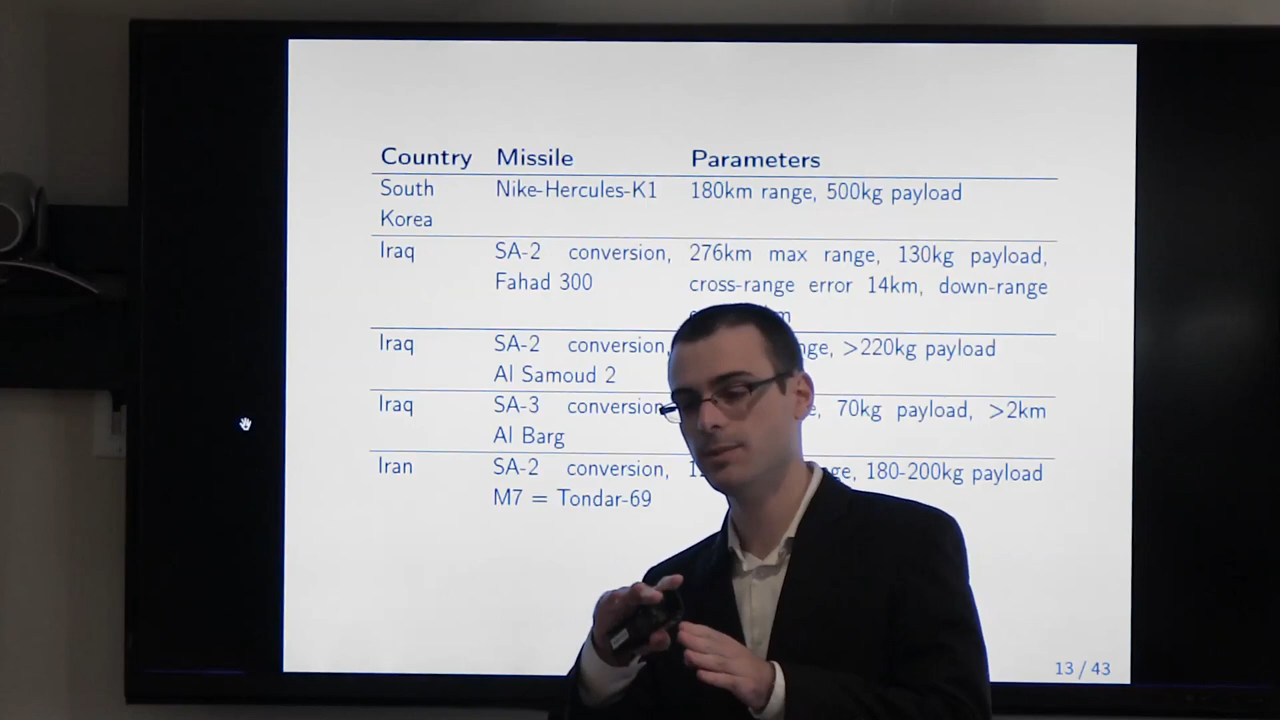 Country Missile Parameters
South Nike-Hercules-K1 180km range, 500kg payload
Korea
Iraq SA-2 conversion, 276km max range, 130kg payload,
Fahad 300 cross-range error 14km, down-range
Iraq SA-2 conversion, >220kg payload
Al Samoud 2
Iraq SA-3 conversion 70kg payload, >2km
Al Barg
Iran SA-2 conversion, 180-200kg payload
M7 = Tondar-69
13 / 43